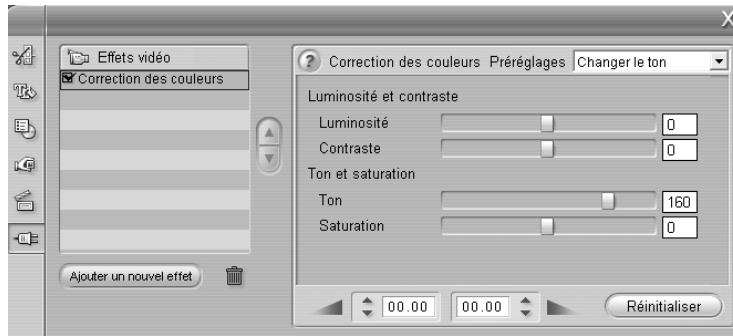 X
Effets vidéo
Correction des couleurs
Ajouter un nouvel effet
? Correction des couleurs Préréglages Changer le ton
Luminosité et contraste
Luminosité 0
Contraste 0
Ton et saturation
Ton 160
Saturation 0
00.00 00.00 Réinitialiser